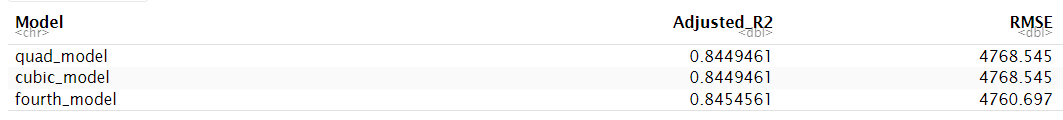 Model Adjusted_R2 RMSE
<chr> <dbl> <dbl>
quad_model 0.8449461 4768.545
cubic_model 0.8449461 4768.545
fourth_model 0.8454561 4760.697